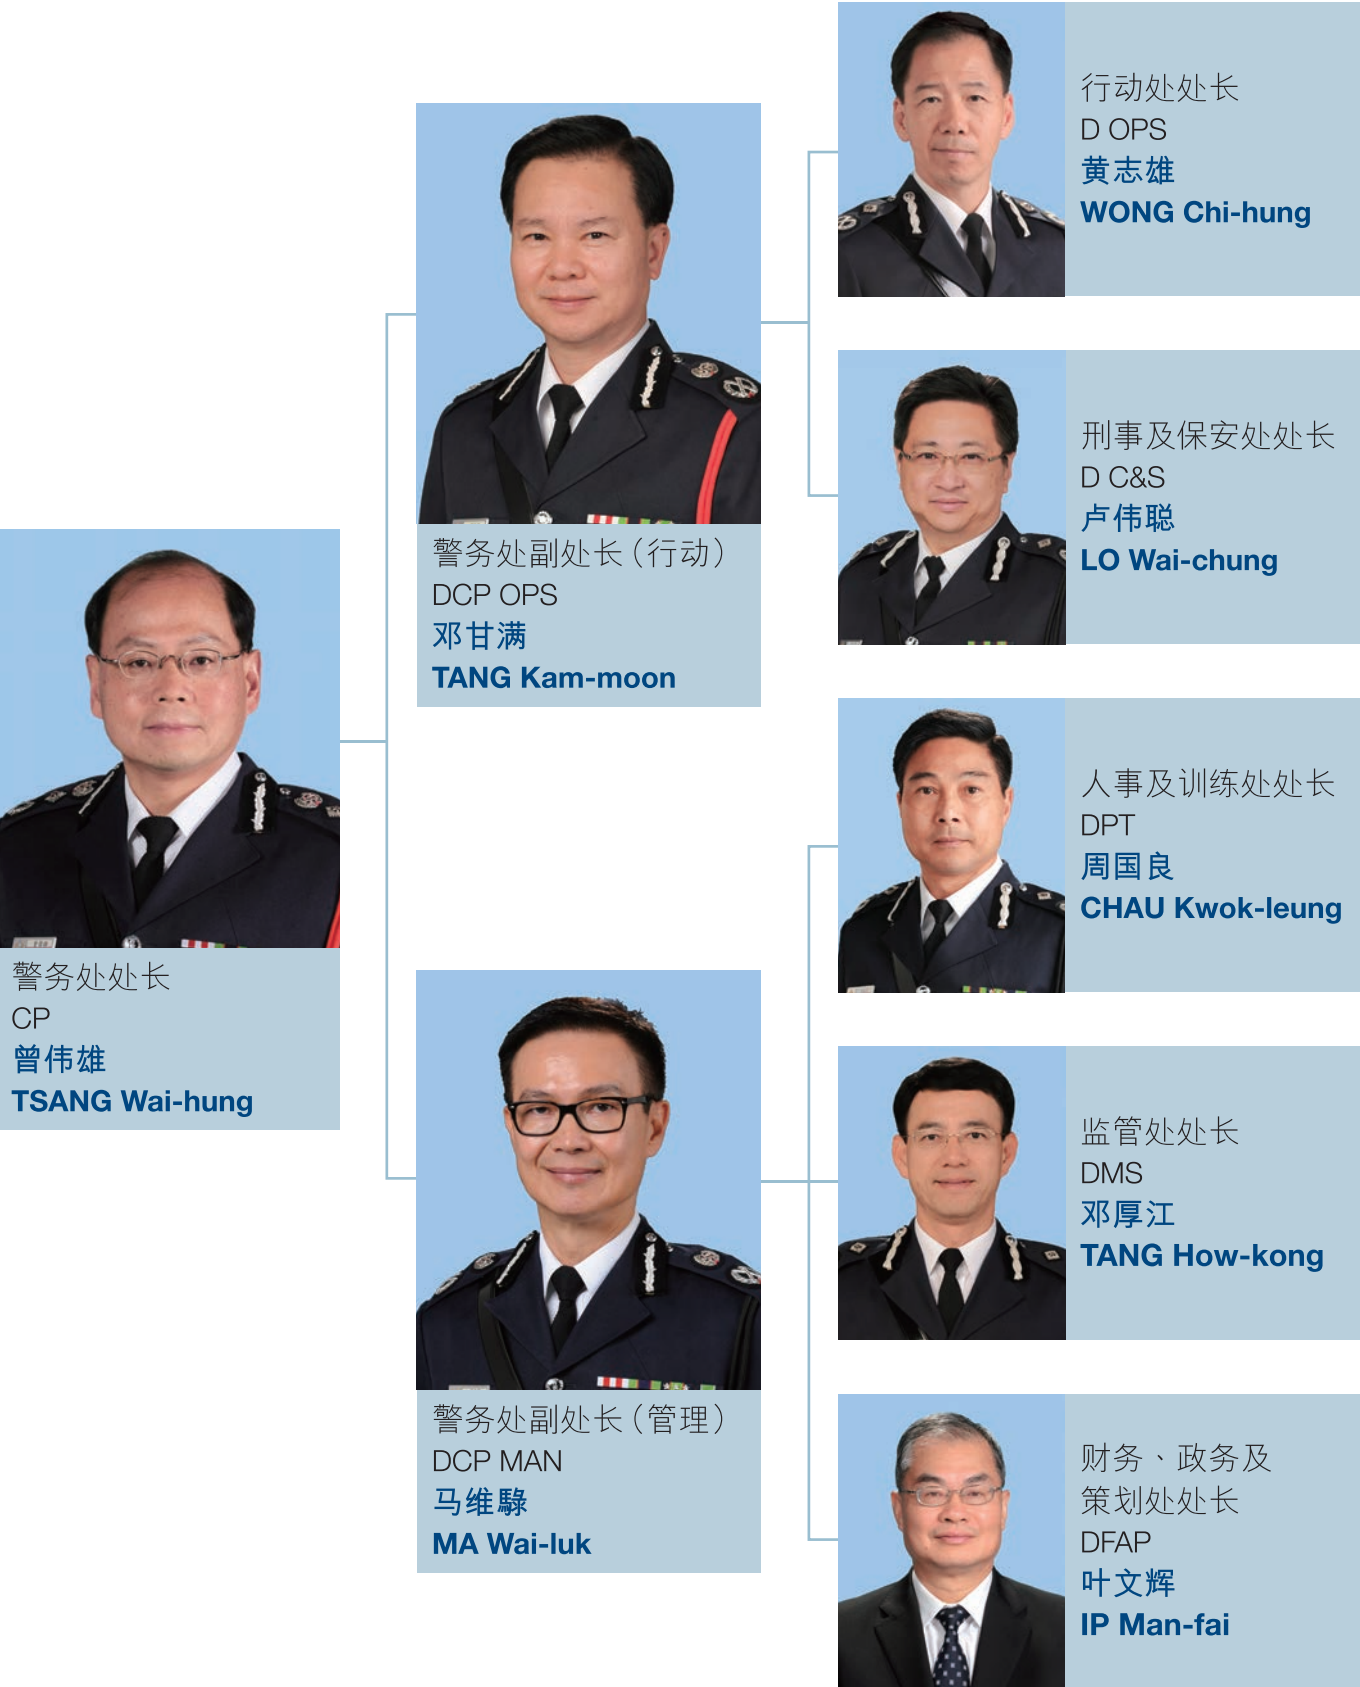 警务处处长
CP
曾伟雄
TSANG Wai-hung
警务处副处长（行动）
DCP OPS
邓甘满
TANG Kam-moon
行动处处长
D OPS
黄志雄
WONG Chi-hung
刑事及保安处处长
D C&S
卢伟聪
LO Wai-chung
警务处副处长（管理）
DCP MAN
马维騄
MA Wai-luk
人事及训练处处长
DPT
周国良
CHAU Kwok-leung
监管处处长
DMS
邓厚江
TANG How-kong
财务、政务及
策划处处长
DFAP
叶文辉
IP Man-fai